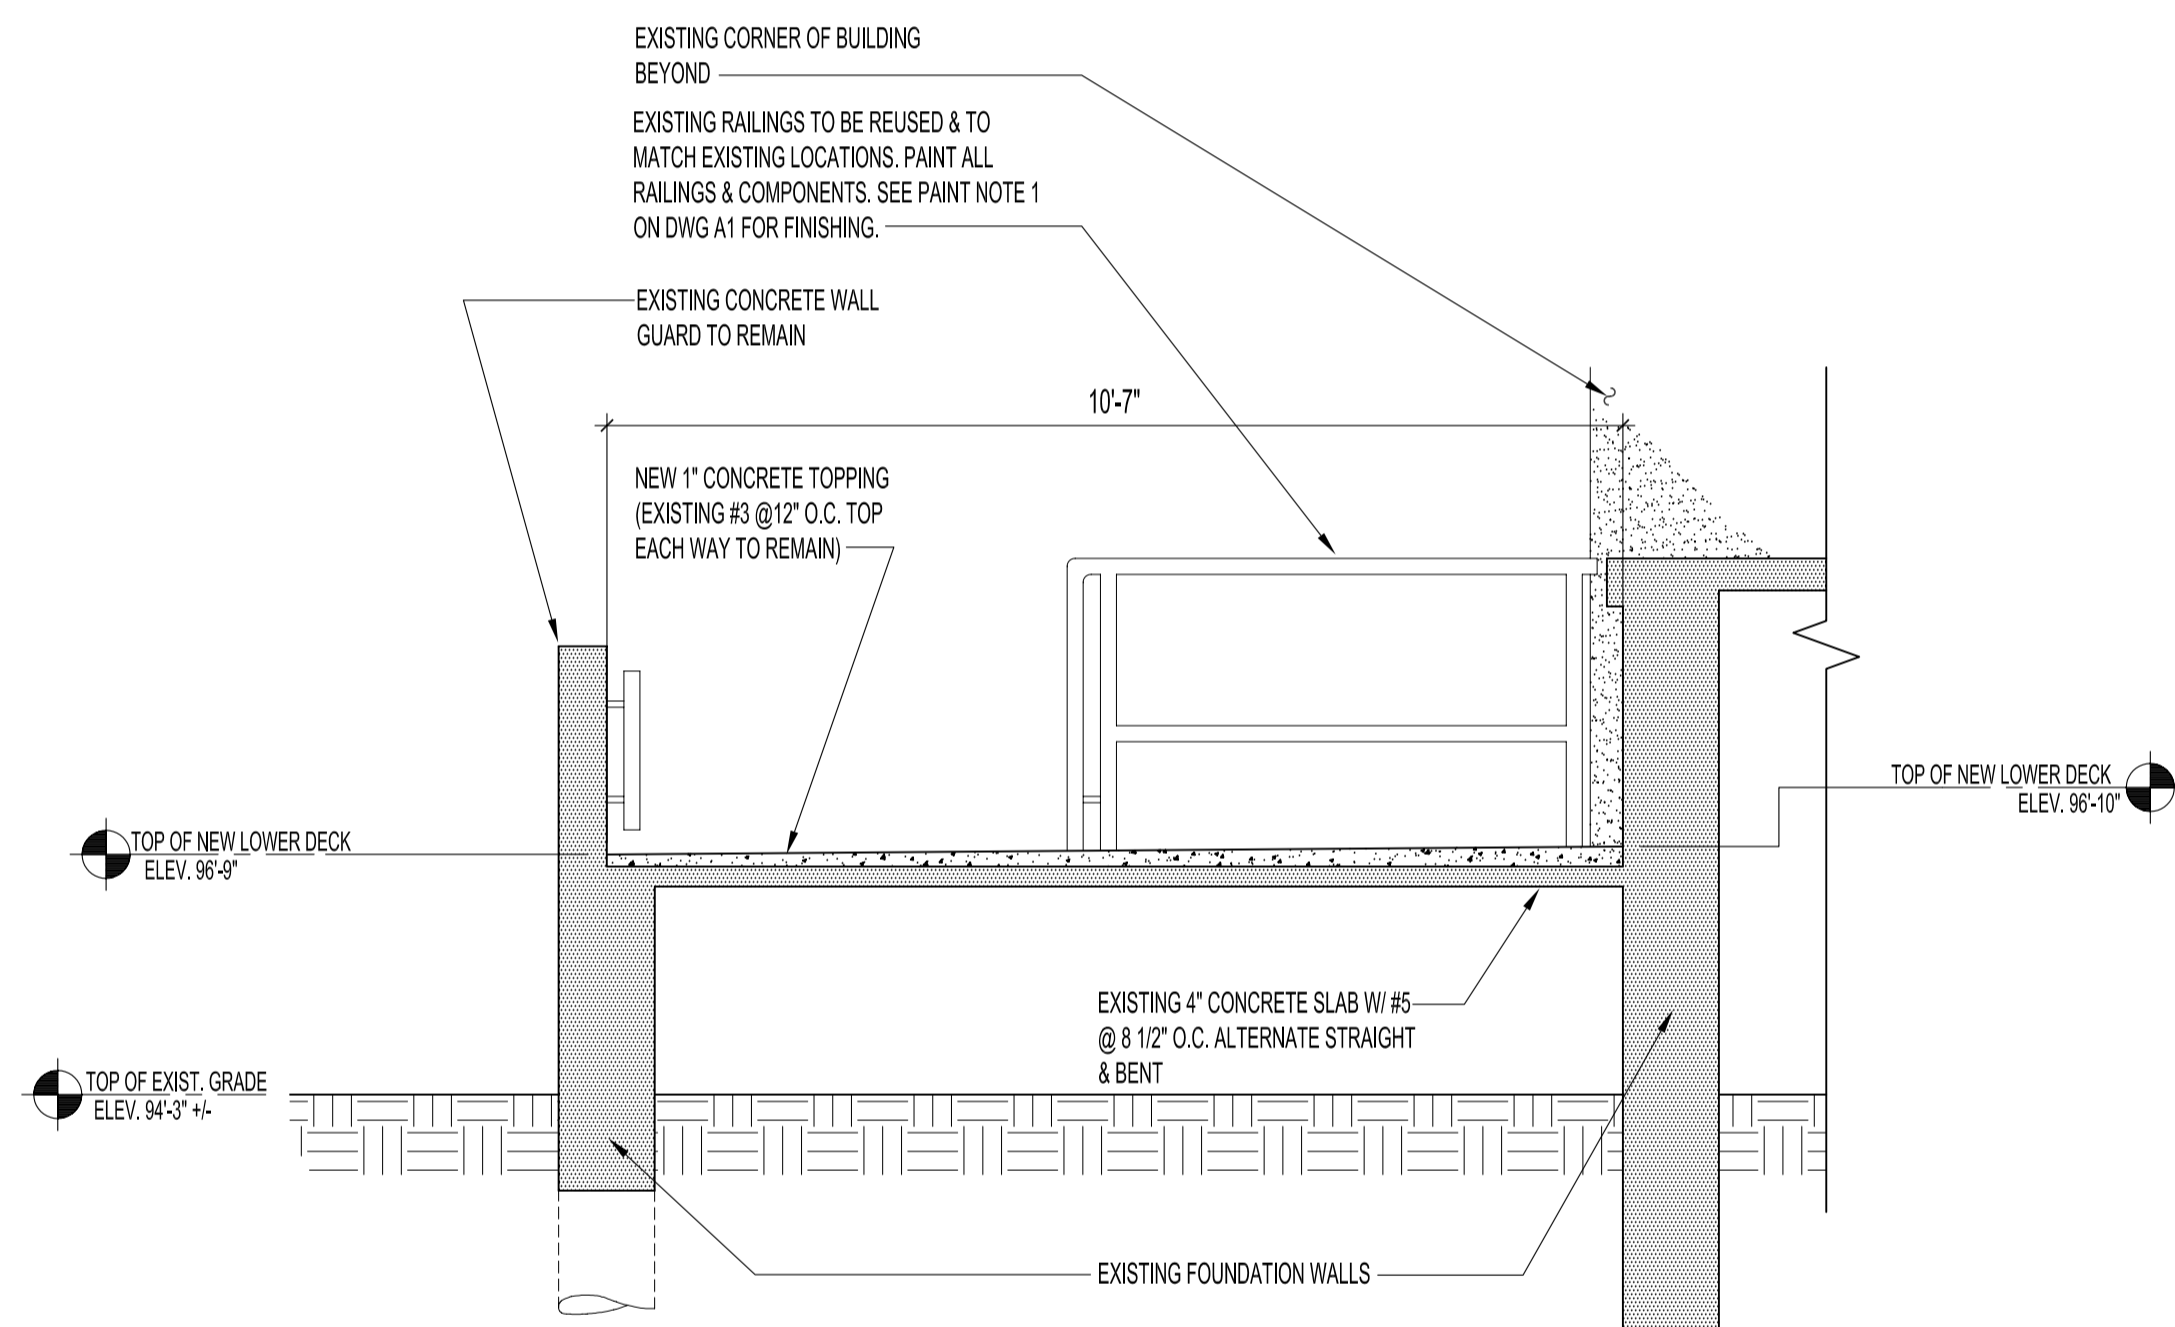 EXISTING CORNER OF BUILDING
BEYOND
EXISTING RAILINGS TO BE REUSED & TO
MATCH EXISTING LOCATIONS. PAINT ALL
RAILINGS & COMPONENTS. SEE PAINT NOTE 1
ON DWG A1 FOR FINISHING.
EXISTING CONCRETE WALL
GUARD TO REMAIN
10'-7"
NEW 1" CONCRETE TOPPING
(EXISTING #3 @12" O.C. TOP
EACH WAY TO REMAIN)
TOP OF NEW LOWER DECK
ELEV. 96'-10"
TOP OF NEW LOWER DECK
ELEV. 96'-9"
EXISTING 4" CONCRETE SLAB W/ #5
@ 8 1/2" O.C. ALTERNATE STRAIGHT
& BENT
TOP OF EXIST. GRADE
ELEV. 94'-3" +/-
EXISTING FOUNDATION WALLS